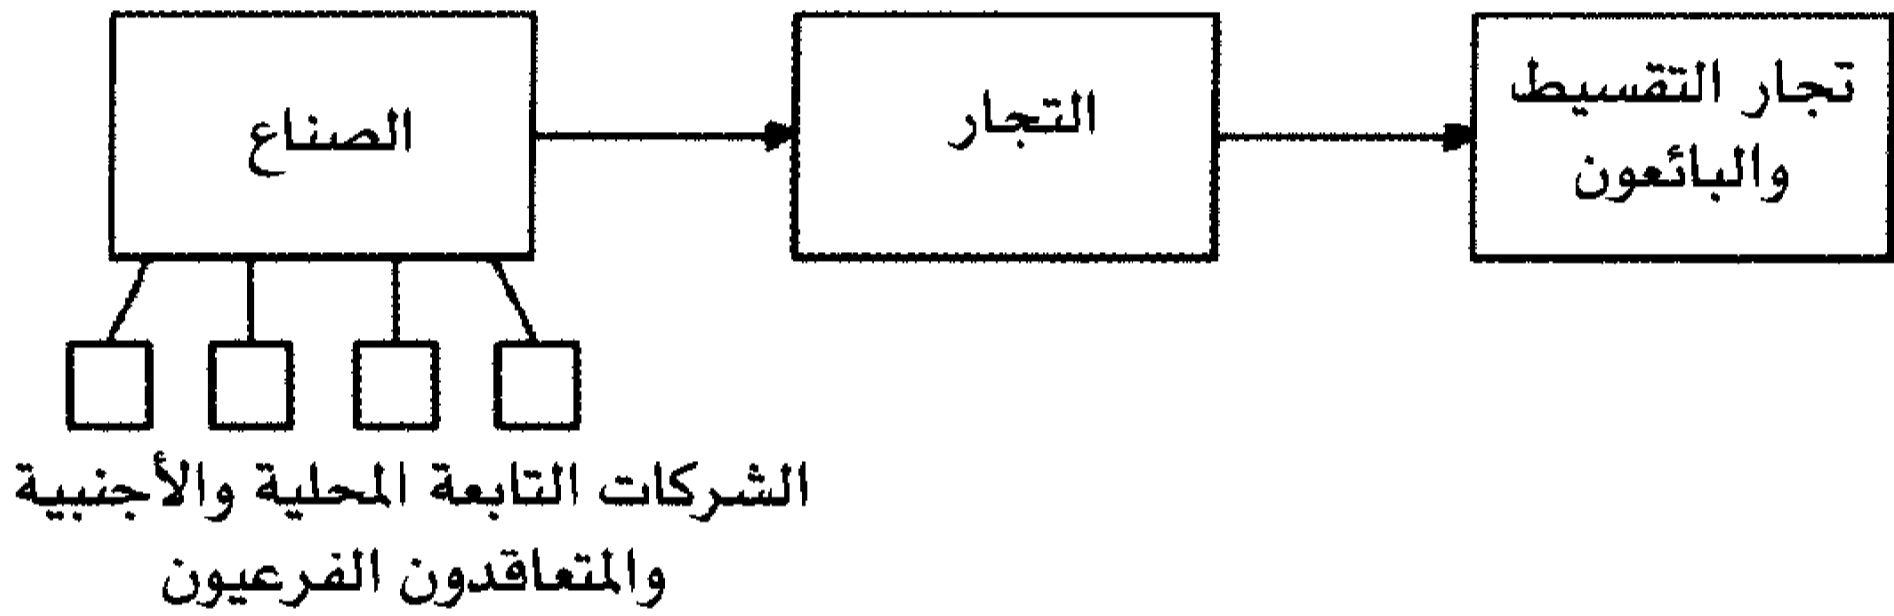 الصناع
التجار
تجار التقسيط
والبائعون
الشركات التابعة المحلية والأجنبية
والمتعاقدون الفرعيون